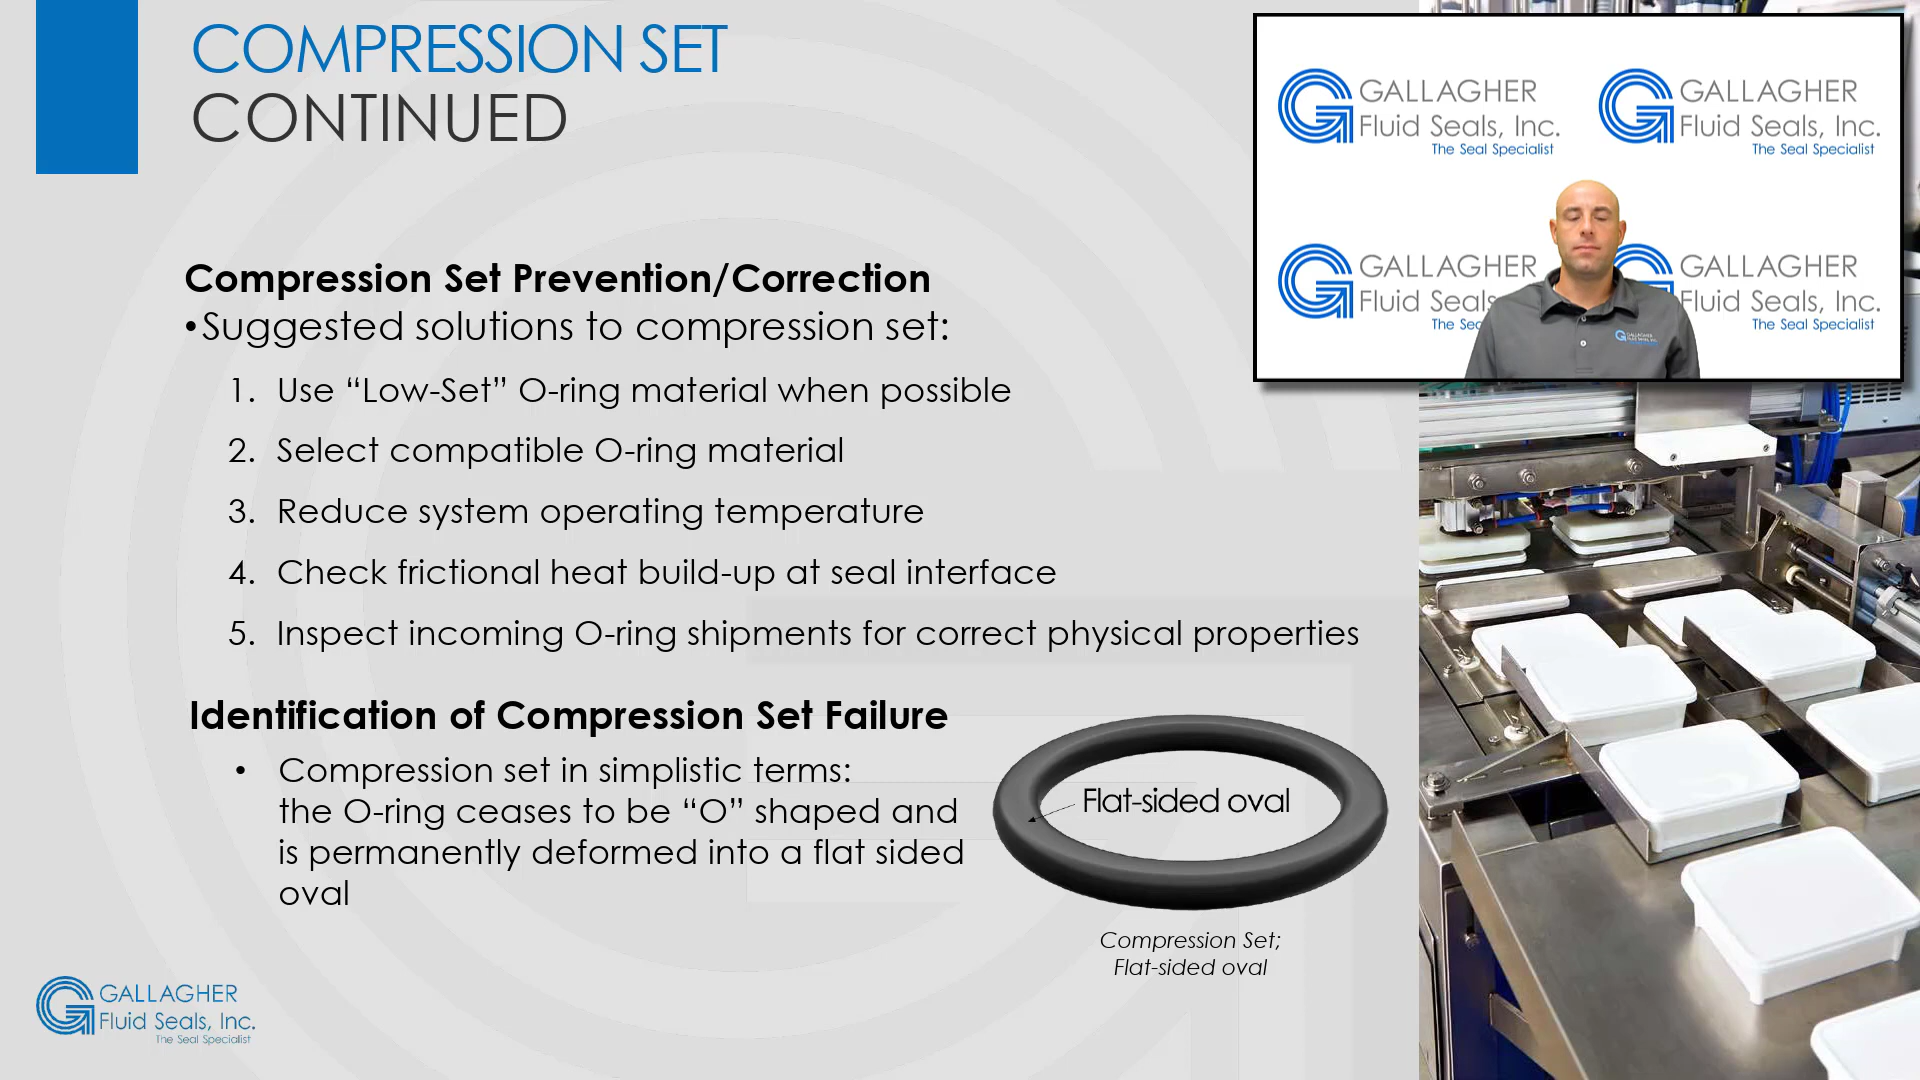 COMPRESSION SET
CONTINUED
GALLAGHER
Fluid Seals, Inc.
The Seal Specialist
GALLAGHER
Fluid Seals, Inc.
The Seal Specialist
GALLAGHER
Fluid Seals
The
GALLAGHER
Fluid Seals, Inc.
The Seal Specialist
GALLAGHER
Compression Set Prevention/Correction
•Suggested solutions to compression set:
1. Use “Low-Set” O-ring material when possible
2. Select compatible O-ring material
3. Reduce system operating temperature
4. Check frictional heat build-up at seal interface
5. Inspect incoming O-ring shipments for correct physical properties
Identification of Compression Set Failure
• Compression set in simplistic terms:
the O-ring ceases to be “O” shaped and
is permanently deformed into a flat sided
oval
Flat-sided oval
Compression Set;
Flat-sided oval
GALLAGHER
Fluid Seals, Inc.
The Seal Specialist